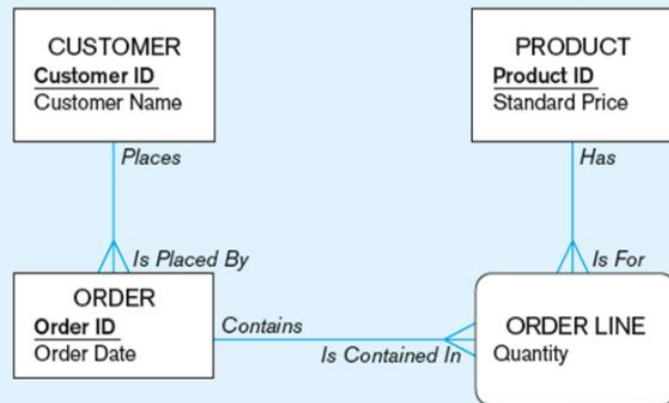 CUSTOMER
Customer ID
Customer Name
PRODUCT
Product ID
Standard Price
Places
Has
Is Placed By
Is For
ORDER
Order ID
Order Date
Contains
Is Contained In
ORDER LINE
Quantity